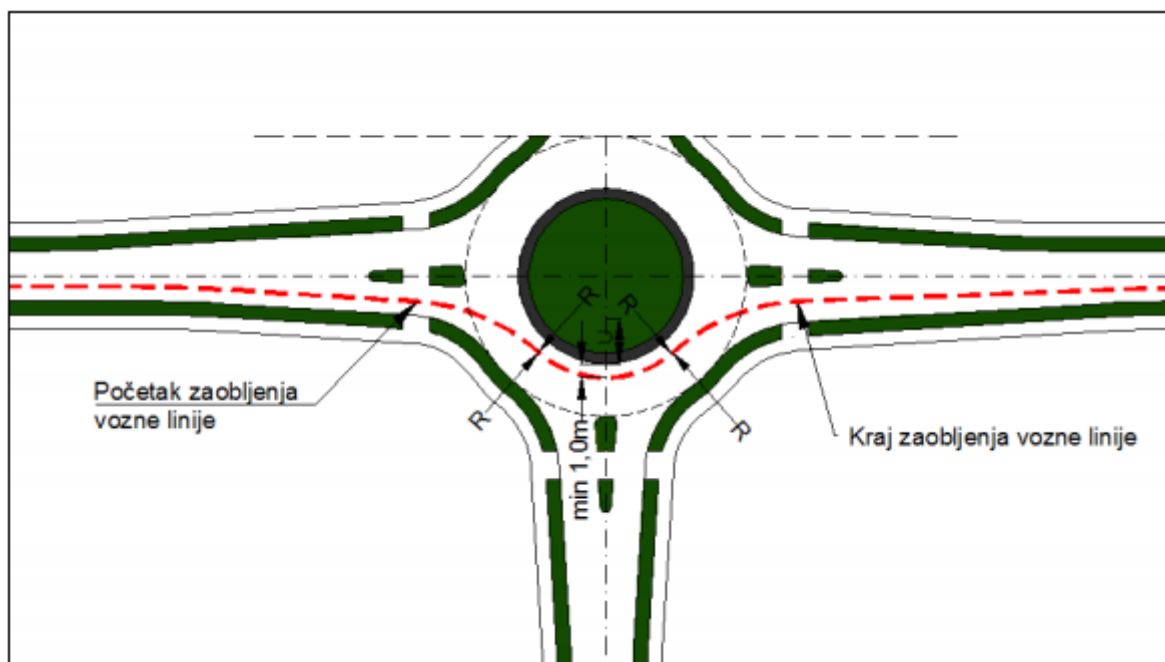 R
R
U
Početak zaobljenja
vozne linije
R
min 1,0m
R
Kraj zaobljenja vozne linije